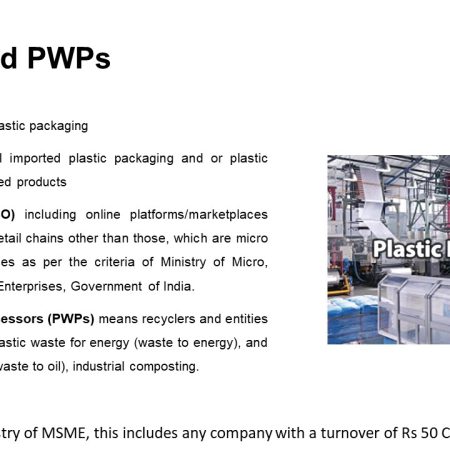 d PWPs
astic packaging
imported plastic packaging and or plastic
ed products
O) including online platforms/marketplaces
etail chains other than those, which are micro
es as per the criteria of Ministry of Micro,
Enterprises, Government of India.
Plastic
essors (PWPs) means recyclers and entities
astic waste for energy (waste to energy), and
waste to oil), industrial composting.
try of MSME, this includes any company with a turnover of Rs 50 C